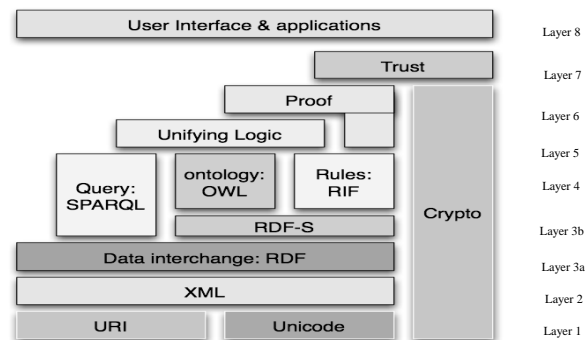 User Interface & applications
Layer 8
Trust
Layer 7
Proof
Layer 6
Unifying Logic
Layer 5
Query:
SPARQL
ontology:
OWL
Rules:
RIF
Layer 4
Crypto
RDF-S
Layer 3b
Data interchange: RDF
Layer 3a
XML
Layer 2
URI
Unicode
Layer 1